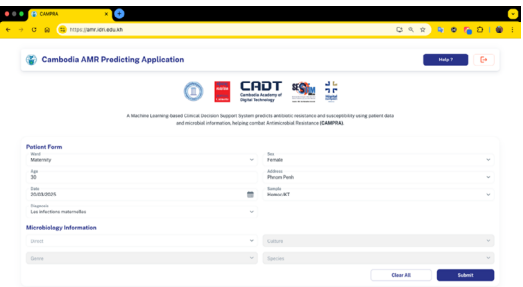 CAMPRA
https://amr.idri.edu.kh
Cambodia AMR Predicting Application
Help ?
CADT
Cambodia Academy of
Digital Technology
A Machine Learning-based Clinical Decision Support System predicts antibiotic resistance and susceptibility using patient data
and microbial information, helping combat Antimicrobial Resistance (CAMPRA).
Patient Form
Ward
Maternity
Sex
Female
Age
30
Address
Phnom Penh
Date
20/03/2025
Sample
Diagnosis
Les infections maternelles
Microbiology Information
Direct
Culture
Genre
Species
Clear All
Submit